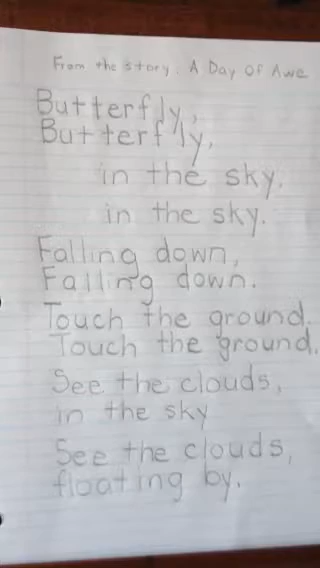 From the story: A Day of Awe
Butterfly,
Butterfly,
in the sky.
in the sky.
Falling down,
Falling down.
Touch the ground.
Touch the ground.
See the clouds,
in the sky
See the clouds,
floating by.